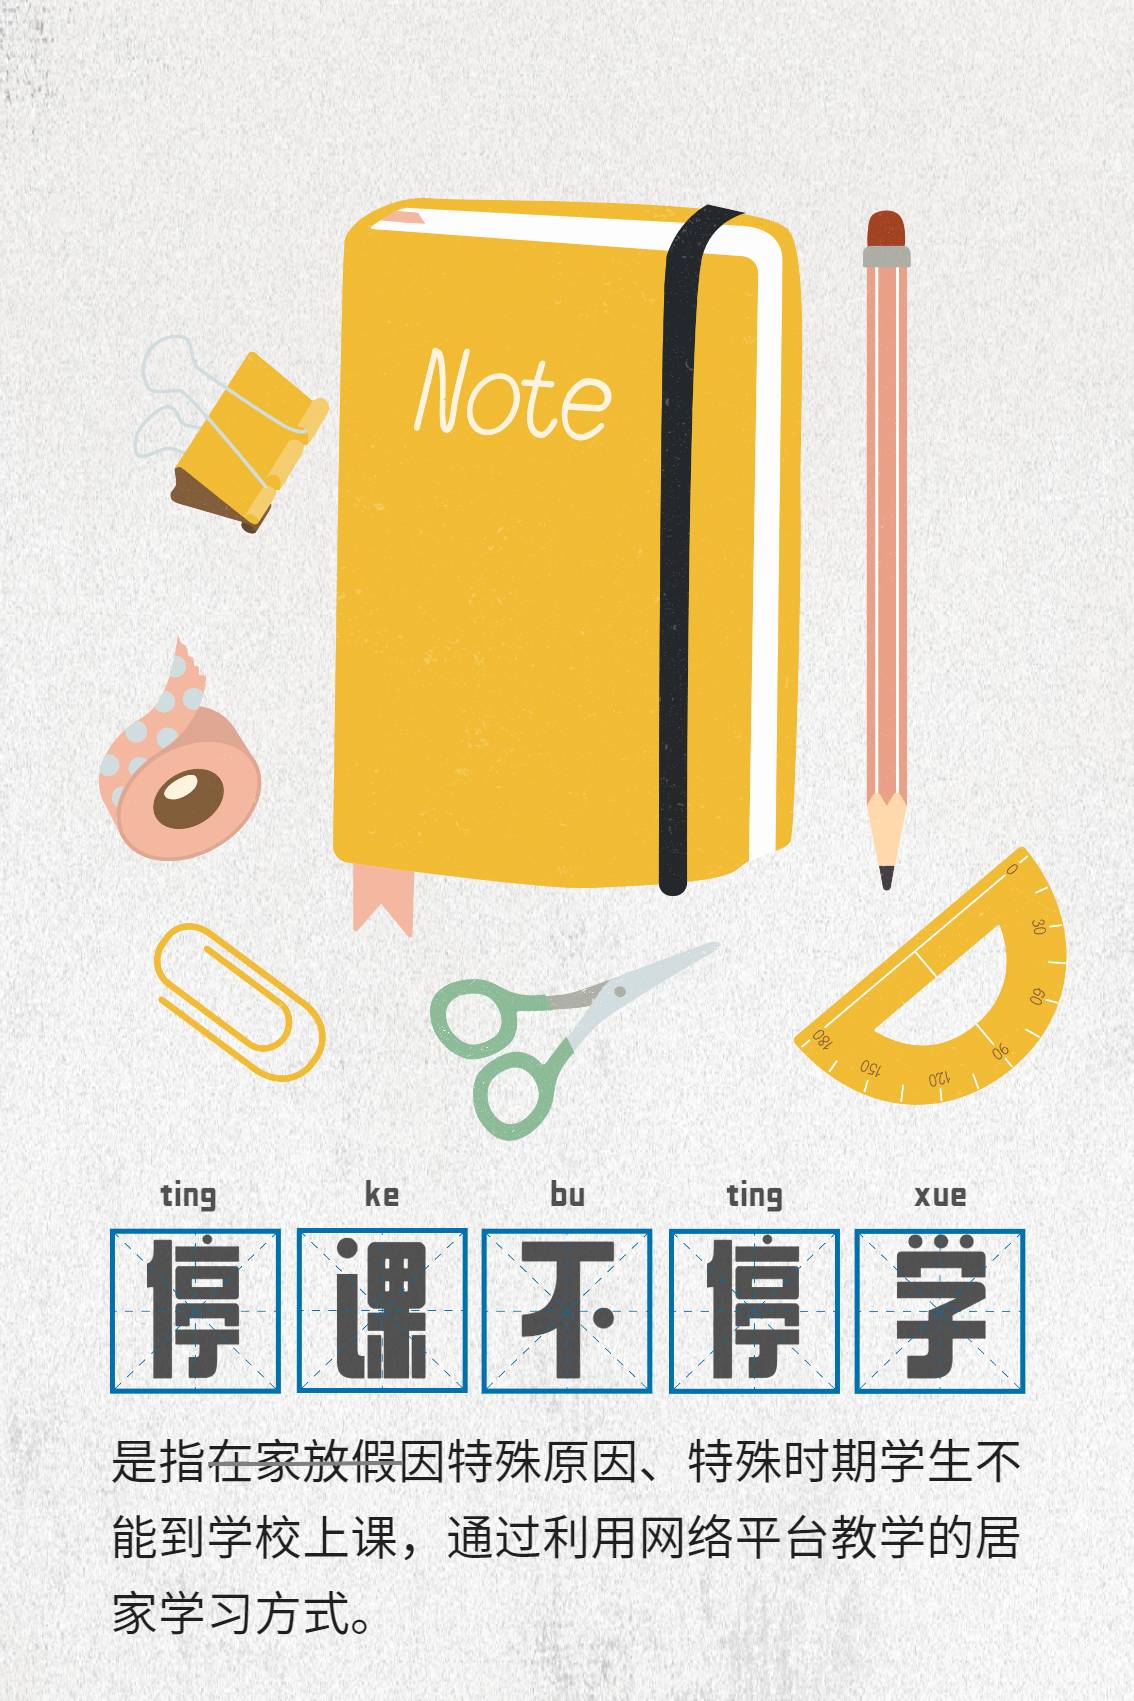 Note
0
30
60
90
120
150
180
ting ke bu ting xue
停课不停学
是指在家放假因特殊原因、特殊时期学生不
能到学校上课，通过利用网络平台教学的居
家学习方式。